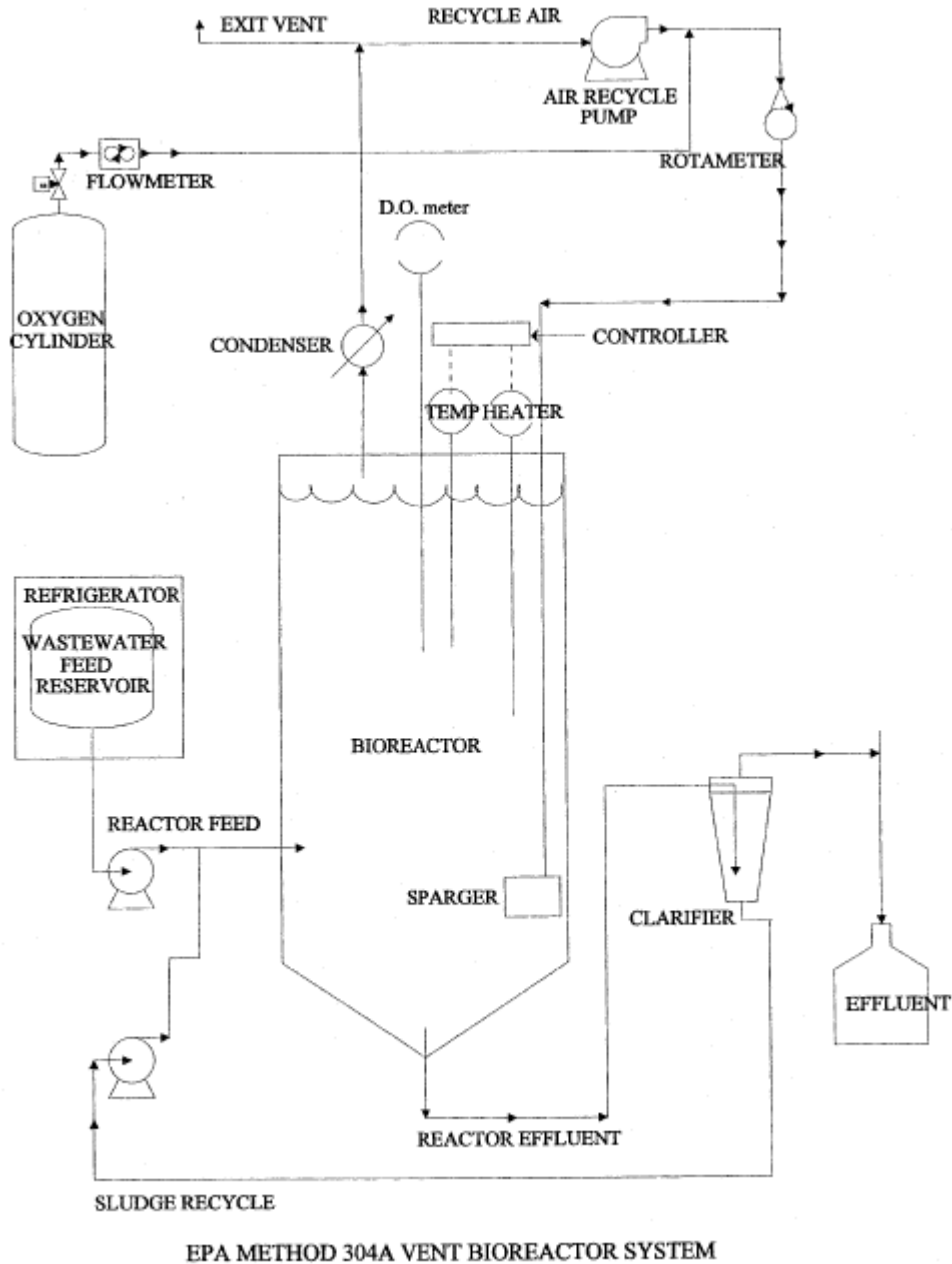 RECYCLE AIR
EXIT VENT
AIR RECYCLE
PUMP
ROTAMETER
FLOWMETER
D.O. meter
OXYGEN
CYLINDER
CONDENSER
CONTROLLER
TEMP HEATER
REFRIGERATOR
WASTEWATER
FEED
RESERVOIR
BIOREACTOR
REACTOR FEED
SPARGER
CLARIFIER
EFFLUENT
REACTOR EFFLUENT
SLUDGE RECYCLE
EPA METHOD 304A VENT BIOREACTOR SYSTEM